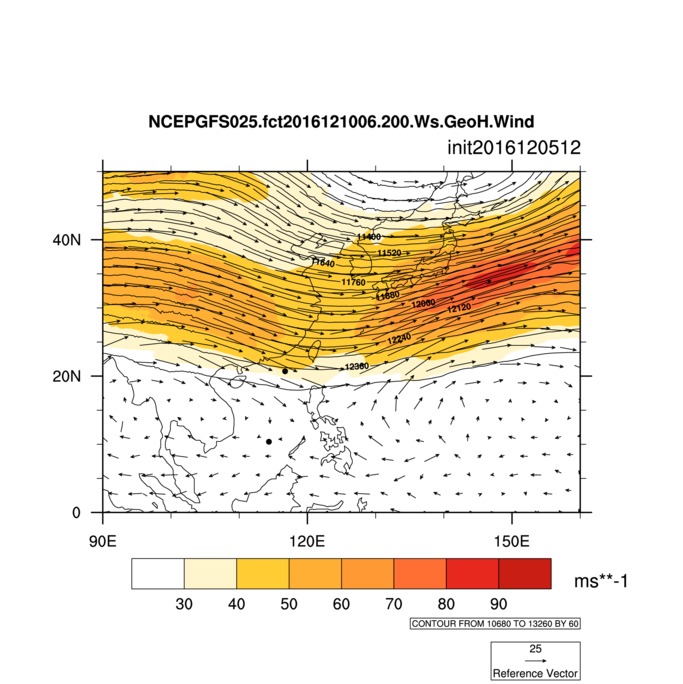 NCEPGFS025.fct2016121006.200.Ws.GeoH.Wind
init2016120512
40N
20N
0
11400
11520
11640
11760
11880
12000
12120
12240
12360
90E 120E 150E
30 40 50 60 70 80 90
ms**-1
CONTOUR FROM 10680 TO 13260 BY 60
25
Reference Vector